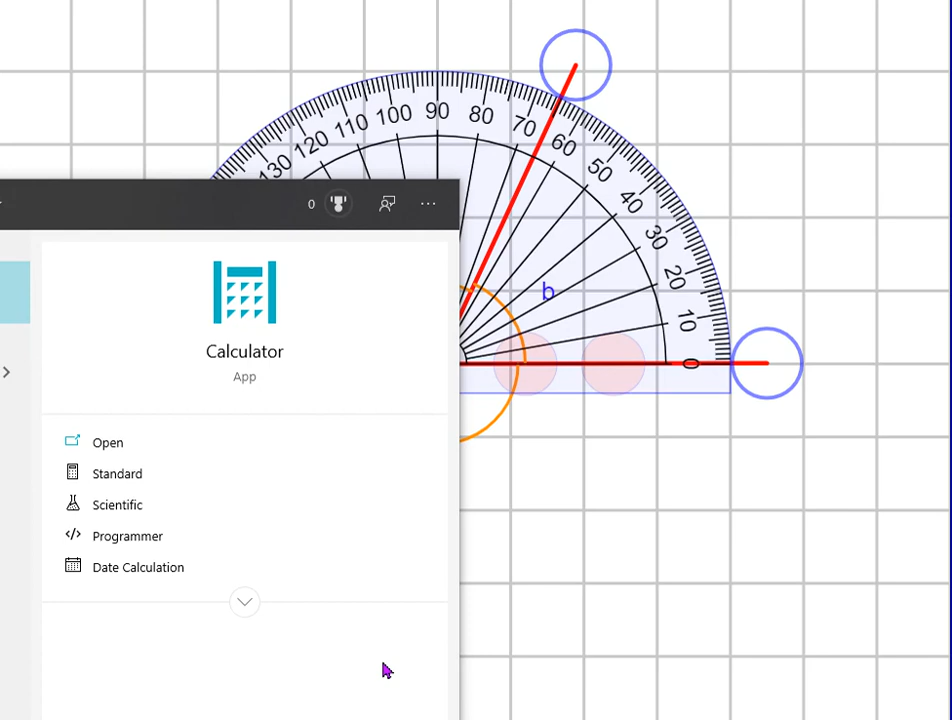 130 120 110 100 90 80 70 60 50 40 30 20 10 0
b
0
Calculator
App
Open
Standard
Scientific
Programmer
Date Calculation